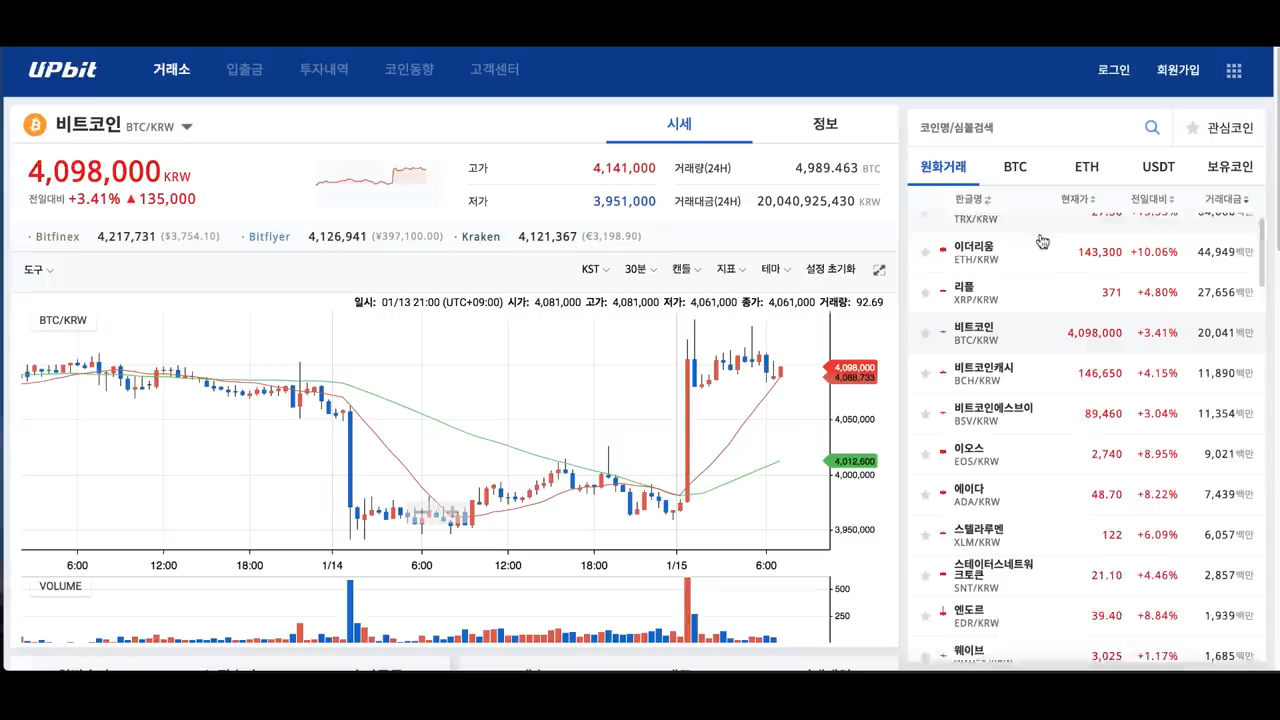 UPbit 거래소 입출금 투자내역 코인동향 고객센터 로그인 회원가입
비트코인 BTC/KRW 시세 정보
4,098,000 KRW
전일대비 +3.41% ▲ 135,000
고가 4,141,000 거래량(24H) 4,989.463 BTC
저가 3,951,000 거래대금(24H) 20,040,925,430 KRW
· Bitfinex 4,217,731 ($3,754.10) · Bitflyer 4,126,941 (¥397,100.00) · Kraken 4,121,367 (€3,198.90)
도구 KST 30분 캔들 지표 테마 설정 초기화
일시: 01/13 21:00 (UTC+09:00) 시가: 4,081,000 고가: 4,081,000 저가: 4,061,000 종가: 4,061,000 거래량: 92.69
BTC/KRW
4,098,000
4,088,733
4,050,000
4,012,600
4,000,000
3,950,000
6:00 12:00 18:00 1/14 6:00 12:00 18:00 1/15 6:00
VOLUME
500
250
코인명/심볼검색 관심코인
원화거래 BTC ETH USDT 보유코인
한글명 현재가 전일대비 거래대금
TRX/KRW
이더리움 143,300 +10.06% 44,949백만
ETH/KRW
리플 371 +4.80% 27,656백만
XRP/KRW
비트코인 4,098,000 +3.41% 20,041백만
BTC/KRW
비트코인캐시 146,650 +4.15% 11,890백만
BCH/KRW
비트코인에스브이 89,460 +3.04% 11,354백만
BSV/KRW
이오스 2,740 +8.95% 9,021백만
EOS/KRW
에이다 48.70 +8.22% 7,439백만
ADA/KRW
스텔라루멘 122 +6.09% 6,057백만
XLM/KRW
스테이터스네트워
크토큰 21.10 +4.46% 2,857백만
SNT/KRW
엔도르 39.40 +8.84% 1,939백만
EDR/KRW
웨이브 3,025 +1.17% 1,685백만